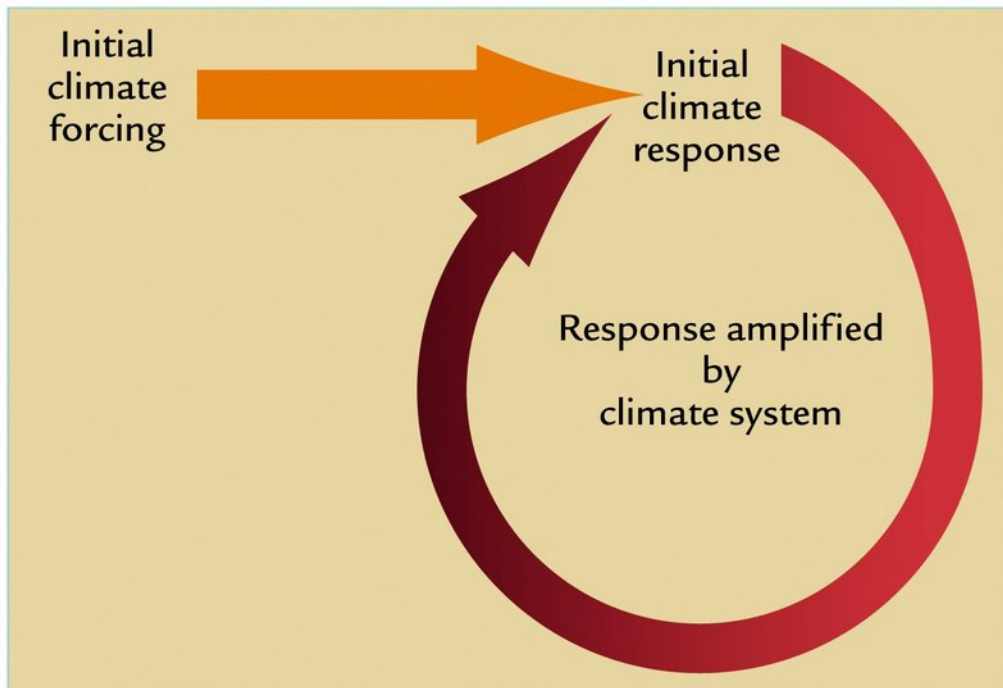 Initial
climate
forcing
Initial
climate
response
Response amplified
by
climate system